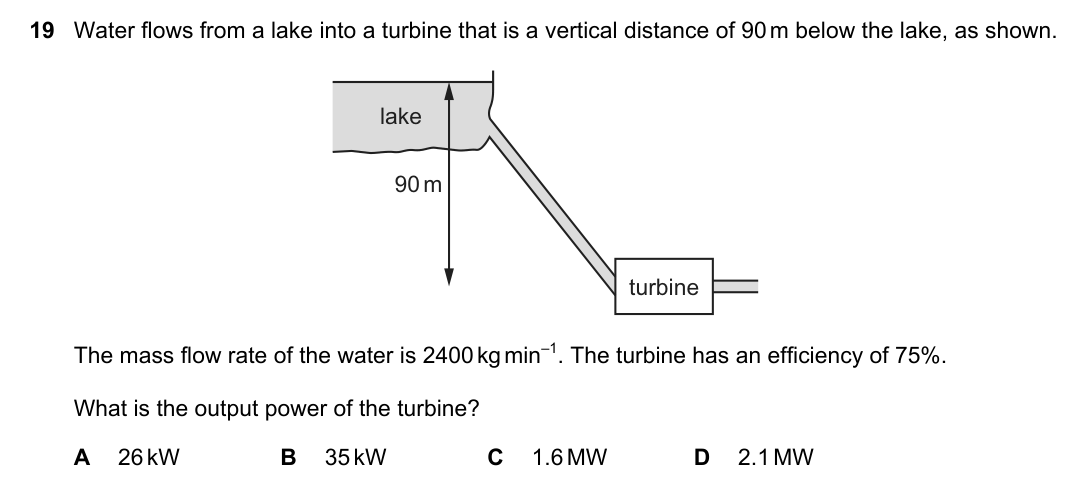 19 Water flows from a lake into a turbine that is a vertical distance of 90 m below the lake, as shown.
lake
90 m
turbine
The mass flow rate of the water is 2400 kg min⁻¹. The turbine has an efficiency of 75%.
What is the output power of the turbine?
A 26 kW B 35 kW C 1.6 MW D 2.1 MW